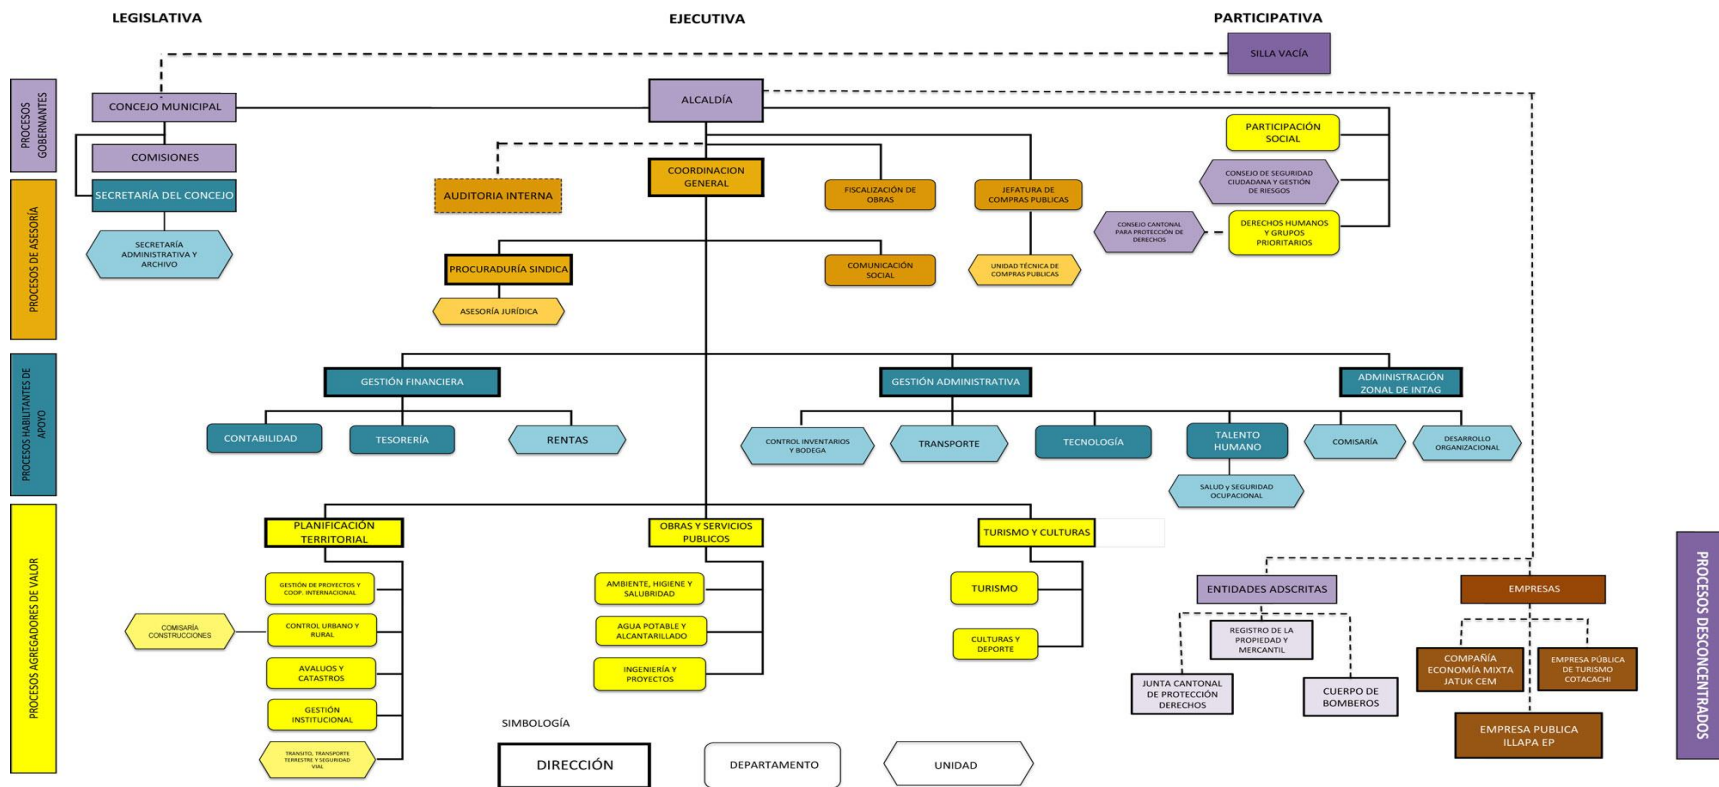 LEGISLATIVA
EJECUTIVA
PARTICIPATIVA
SILLA VACÍA
PROCESOS
GOBERNANTES
CONCEJO MUNICIPAL
ALCALDÍA
PARTICIPACIÓN
SOCIAL
COMISIONES
COORDINACION
GENERAL
CONSEJO DE SEGURIDAD
CIUDADANA Y GESTIÓN
DE RIESGOS
PROCESOS DE ASESORÍA
SECRETARÍA DEL CONCEJO
AUDITORIA INTERNA
FISCALIZACIÓN DE
OBRAS
JEFATURA DE
COMPRAS PUBLICAS
CONSEJO CANTONAL
PARA PROTECCIÓN DE
DERECHOS
DERECHOS HUMANOS
Y GRUPOS
PRIORITARIOS
SECRETARÍA
ADMINISTRATIVA Y
ARCHIVO
PROCURADURÍA SINDICA
COMUNICACIÓN
SOCIAL
UNIDAD TÉCNICA DE
COMPRAS PUBLICAS
ASESORÍA JURÍDICA
PROCESOS HABILITANTES DE
APOYO
GESTIÓN FINANCIERA
GESTIÓN ADMINISTRATIVA
ADMINISTRACIÓN
ZONAL DE INTAG
CONTABILIDAD
TESORERÍA
RENTAS
CONTROL INVENTARIOS
Y BODEGA
TRANSPORTE
TECNOLOGÍA
TALENTO
HUMANO
COMISARÍA
DESARROLLO
ORGANIZACIONAL
SALUD y SEGURIDAD
OCUPACIONAL
PROCESOS AGREGADORES DE VALOR
PLANIFICACIÓN
TERRITORIAL
OBRAS Y SERVICIOS
PUBLICOS
TURISMO Y CULTURAS
GESTIÓN DE PROYECTOS Y
COOP. INTERNACIONAL
AMBIENTE, HIGIENE Y
SALUBRIDAD
TURISMO
ENTIDADES ADSCRITAS
EMPRESAS
COMISARÍA
CONSTRUCCIONES
CONTROL URBANO Y
RURAL
AGUA POTABLE Y
ALCANTARILLADO
CULTURAS Y
DEPORTE
REGISTRO DE LA
PROPIEDAD Y
MERCANTIL
AVALUOS Y
CATASTROS
INGENIERÍA Y
PROYECTOS
COMPAÑÍA
ECONOMÍA MIXTA
JATUK CEM
EMPRESA PÚBLICA
DE TURISMO
COTACACHI
JUNTA CANTONAL
DE PROTECCIÓN
DERECHOS
CUERPO DE
BOMBEROS
GESTIÓN
INSTITUCIONAL
EMPRESA PUBLICA
ILLAPA EP
TRANSITO, TRANSPORTE
TERRESTRE Y SEGURIDAD
VIAL
PROCESOS DESCONCENTRADOS
SIMBOLOGÍA
DIRECCIÓN
DEPARTAMENTO
UNIDAD